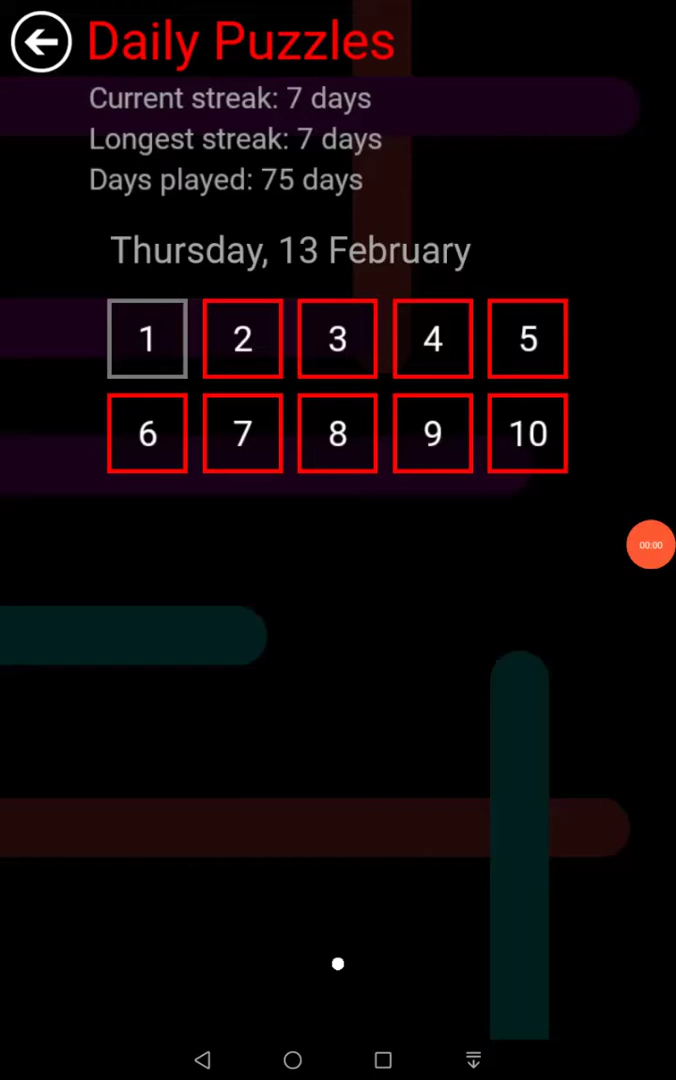 Daily Puzzles
Current streak: 7 days
Longest streak: 7 days
Days played: 75 days
Thursday, 13 February
1 2 3 4 5
6 7 8 9 10
00:00